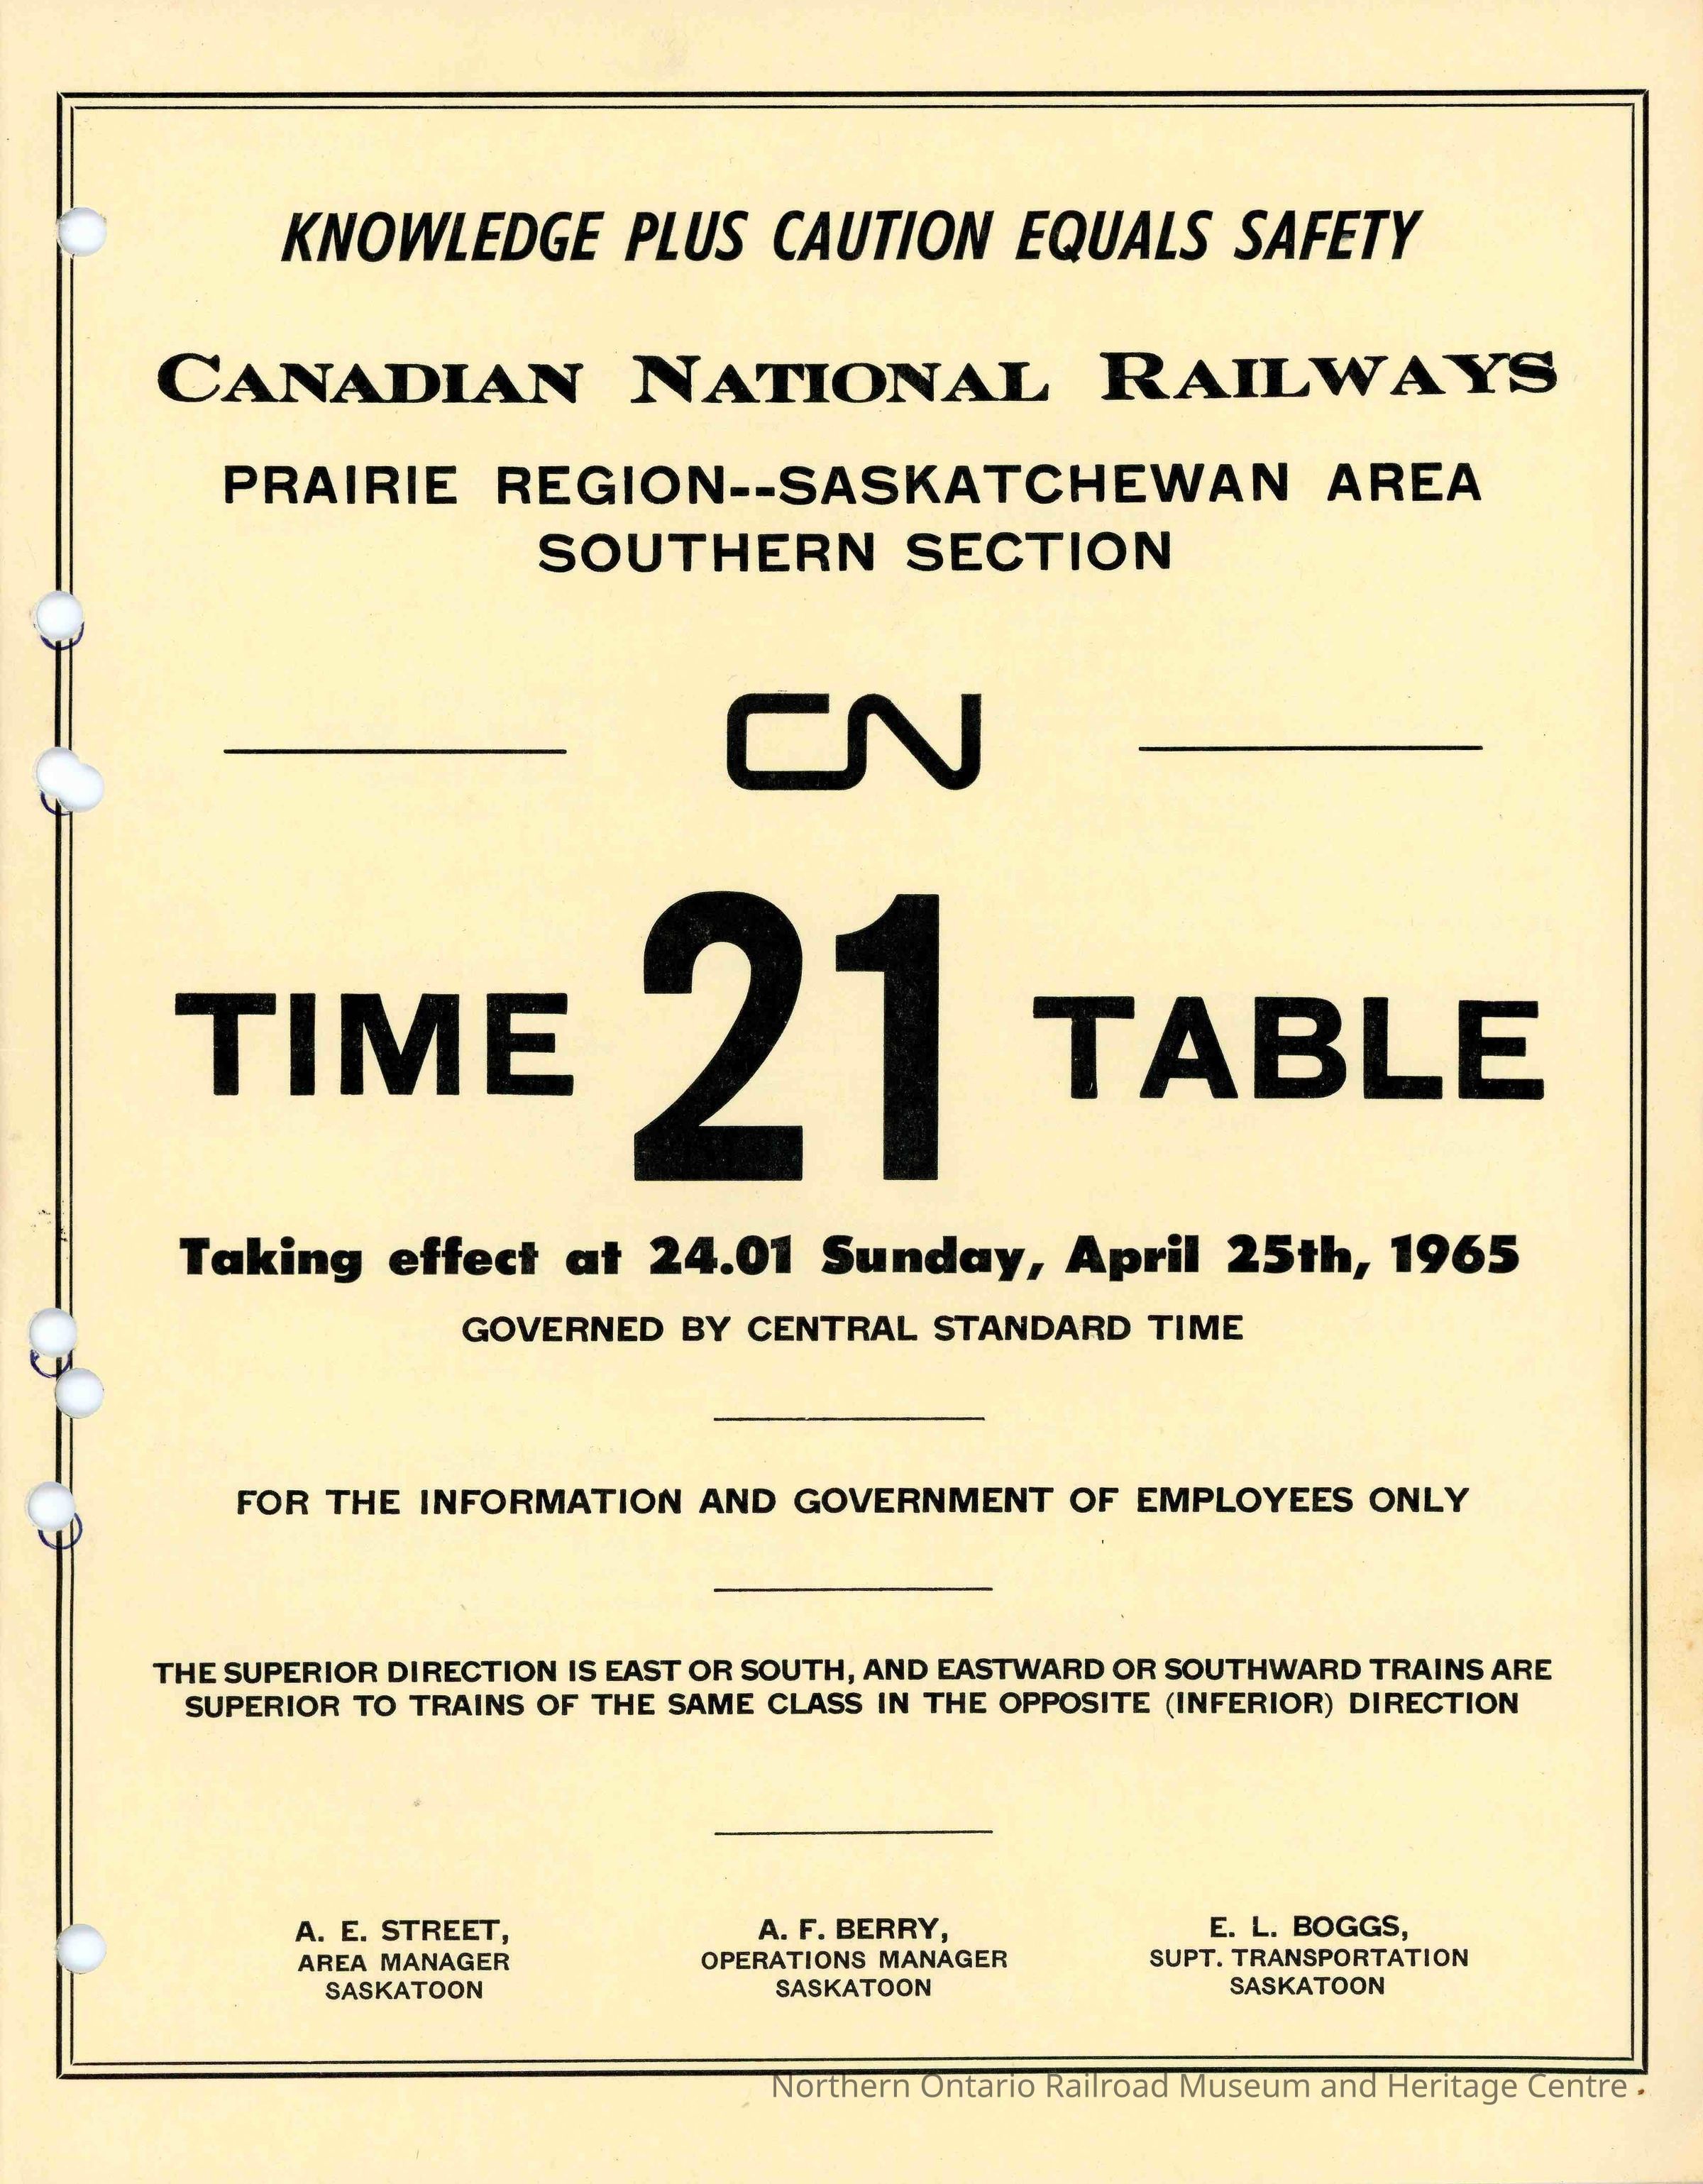 KNOWLEDGE PLUS CAUTION EQUALS SAFETY
CANADIAN NATIONAL RAILWAYS
PRAIRIE REGION--SASKATCHEWAN AREA
SOUTHERN SECTION
CN
TIME 21 TABLE
Taking effect at 24.01 Sunday, April 25th, 1965
GOVERNED BY CENTRAL STANDARD TIME
FOR THE INFORMATION AND GOVERNMENT OF EMPLOYEES ONLY
THE SUPERIOR DIRECTION IS EAST OR SOUTH, AND EASTWARD OR SOUTHWARD TRAINS ARE
SUPERIOR TO TRAINS OF THE SAME CLASS IN THE OPPOSITE (INFERIOR) DIRECTION
A. E. STREET,
AREA MANAGER
SASKATOON
A. F. BERRY,
OPERATIONS MANAGER
SASKATOON
E. L. BOGGS,
SUPT. TRANSPORTATION
SASKATOON
Northern Ontario Railroad Museum and Heritage Centre